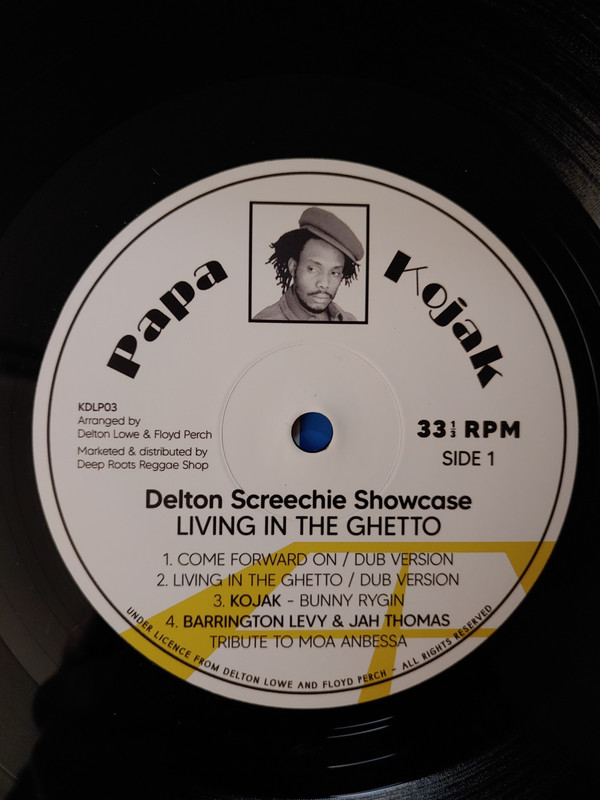 Papa Kojak
KDLP03
Arranged by
Delton Lowe & Floyd Perch
Marketed & distributed by
Deep Roots Reggae Shop
33⅓ RPM
SIDE 1
Delton Screechie Showcase
LIVING IN THE GHETTO
1. COME FORWARD ON / DUB VERSION
2. LIVING IN THE GHETTO / DUB VERSION
3. KOJAK - BUNNY RYGIN
4. BARRINGTON LEVY & JAH THOMAS
TRIBUTE TO MOA ANBESSA
UNDER LICENCE FROM DELTON LOWE AND FLOYD PERCH - ALL RIGHTS RESERVED